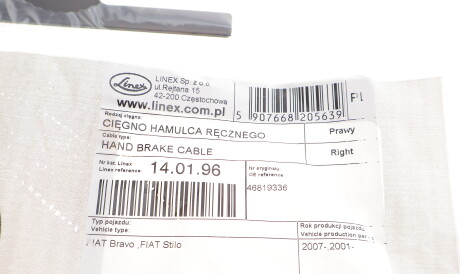 Linex
LINEX Sp. z o.o.
ul.Rejtana 15
42-200 Częstochowa
www.linex.com.pl
5 907668 205639
PL
Rodzaj cięgna:
CIĘGNO HAMULCA RĘCZNEGO
Prawy
Cable type:
HAND BRAKE CABLE
Right
Nr kat. Linex
Linex reference:
14.01.96
Nr oryginału
OE reference
46819336
Typ pojazdu:
Vehicle type:
Rok produkcji pojazdu
Vehicle production
FIAT Bravo ,FIAT Stilo
2007-,2001-